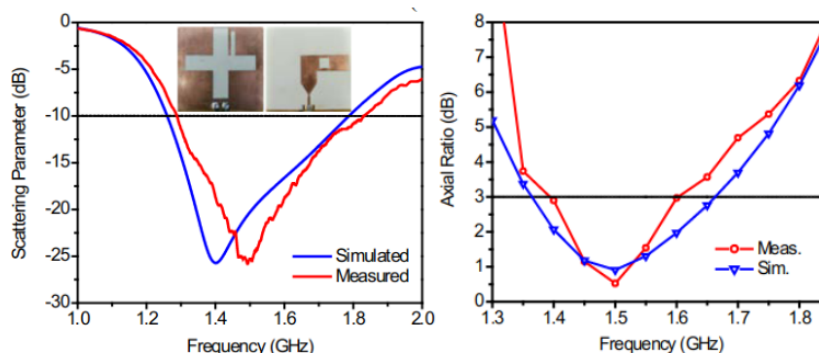 Scattering Parameter (dB)
0
-5
-10
-15
-20
-25
-30
Simulated
Measured
1.0 1.2 1.4 1.6 1.8 2.0
Frequency (GHz)
Axial Ratio (dB)
8
7
6
5
4
3
2
1
0
Meas.
Sim.
1.3 1.4 1.5 1.6 1.7 1.8
Frequency (GHz)